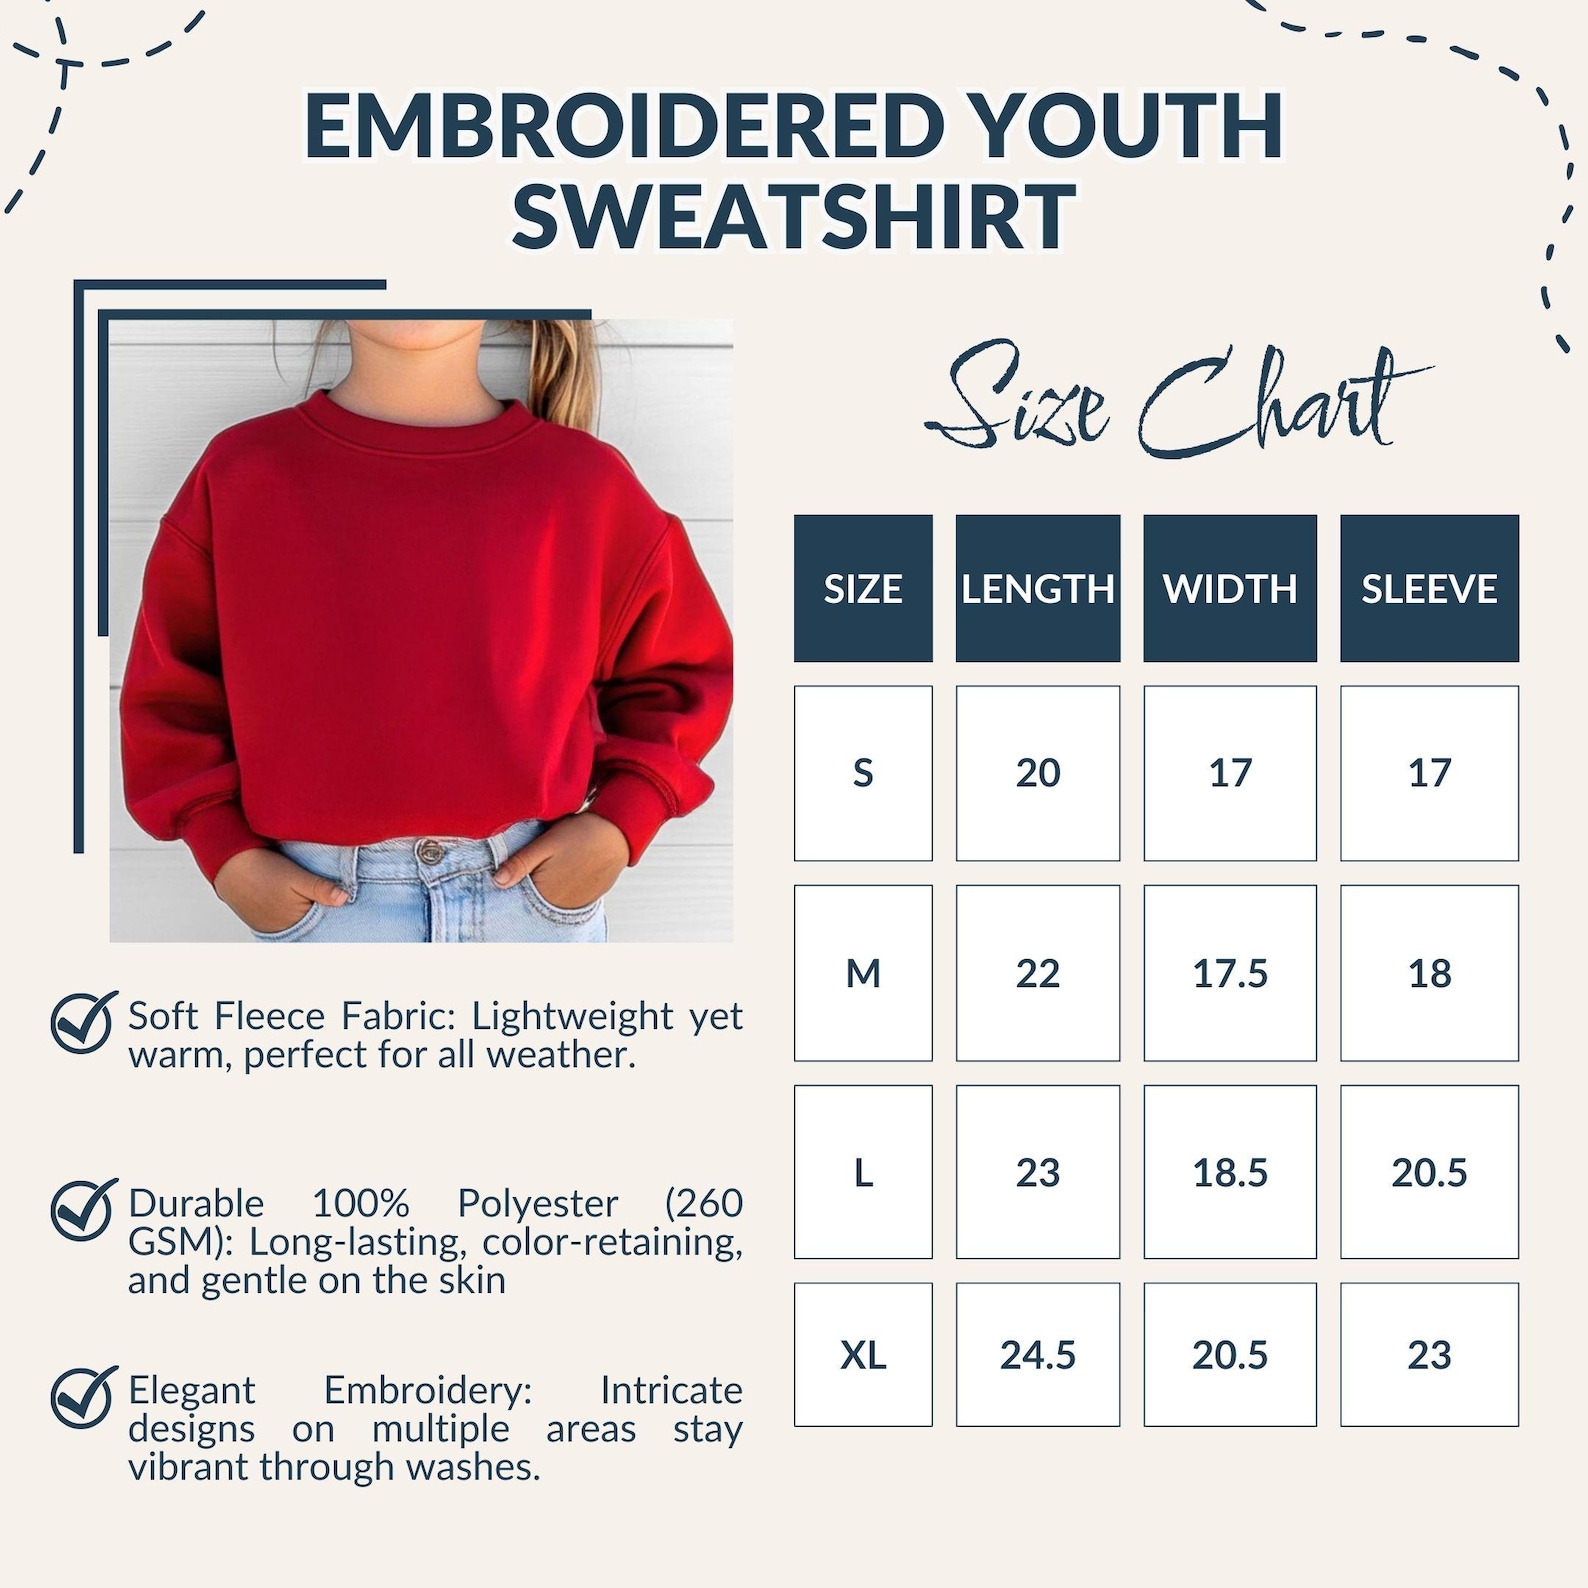 EMBROIDERED YOUTH
SWEATSHIRT
Size Chart
SIZE LENGTH WIDTH SLEEVE
S 20 17 17
M 22 17.5 18
L 23 18.5 20.5
XL 24.5 20.5 23
Soft Fleece Fabric: Lightweight yet
warm, perfect for all weather.
Durable 100% Polyester (260
GSM): Long-lasting, color-retaining,
and gentle on the skin
Elegant Embroidery: Intricate
designs on multiple areas stay
vibrant through washes.